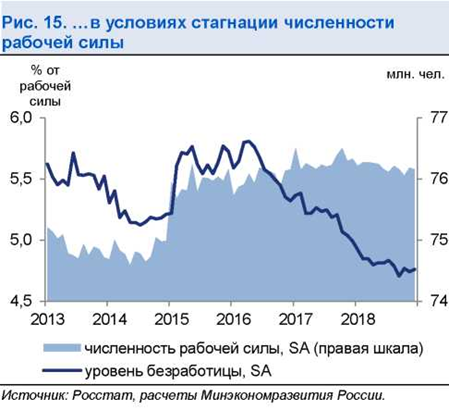 Рис. 15. …в условиях стагнации численности
рабочей силы
% от
рабочей
силы
млн. чел.
6,0
77
5,5
76
5,0
74,5
4,5
74
2013 2014 2015 2016 2017 2018
численность рабочей силы, SA (правая шкала)
уровень безработицы, SA
Источник: Росстат, расчеты Минэкономразвития России.